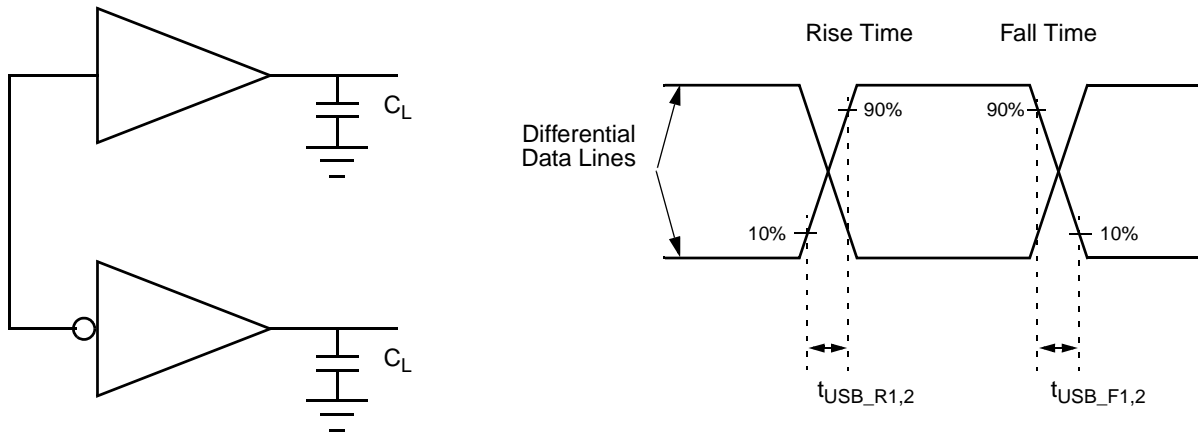 C_L
C_L
Rise Time
Fall Time
Differential
Data Lines
90%
90%
10%
10%
t_USB_R1,2
t_USB_F1,2